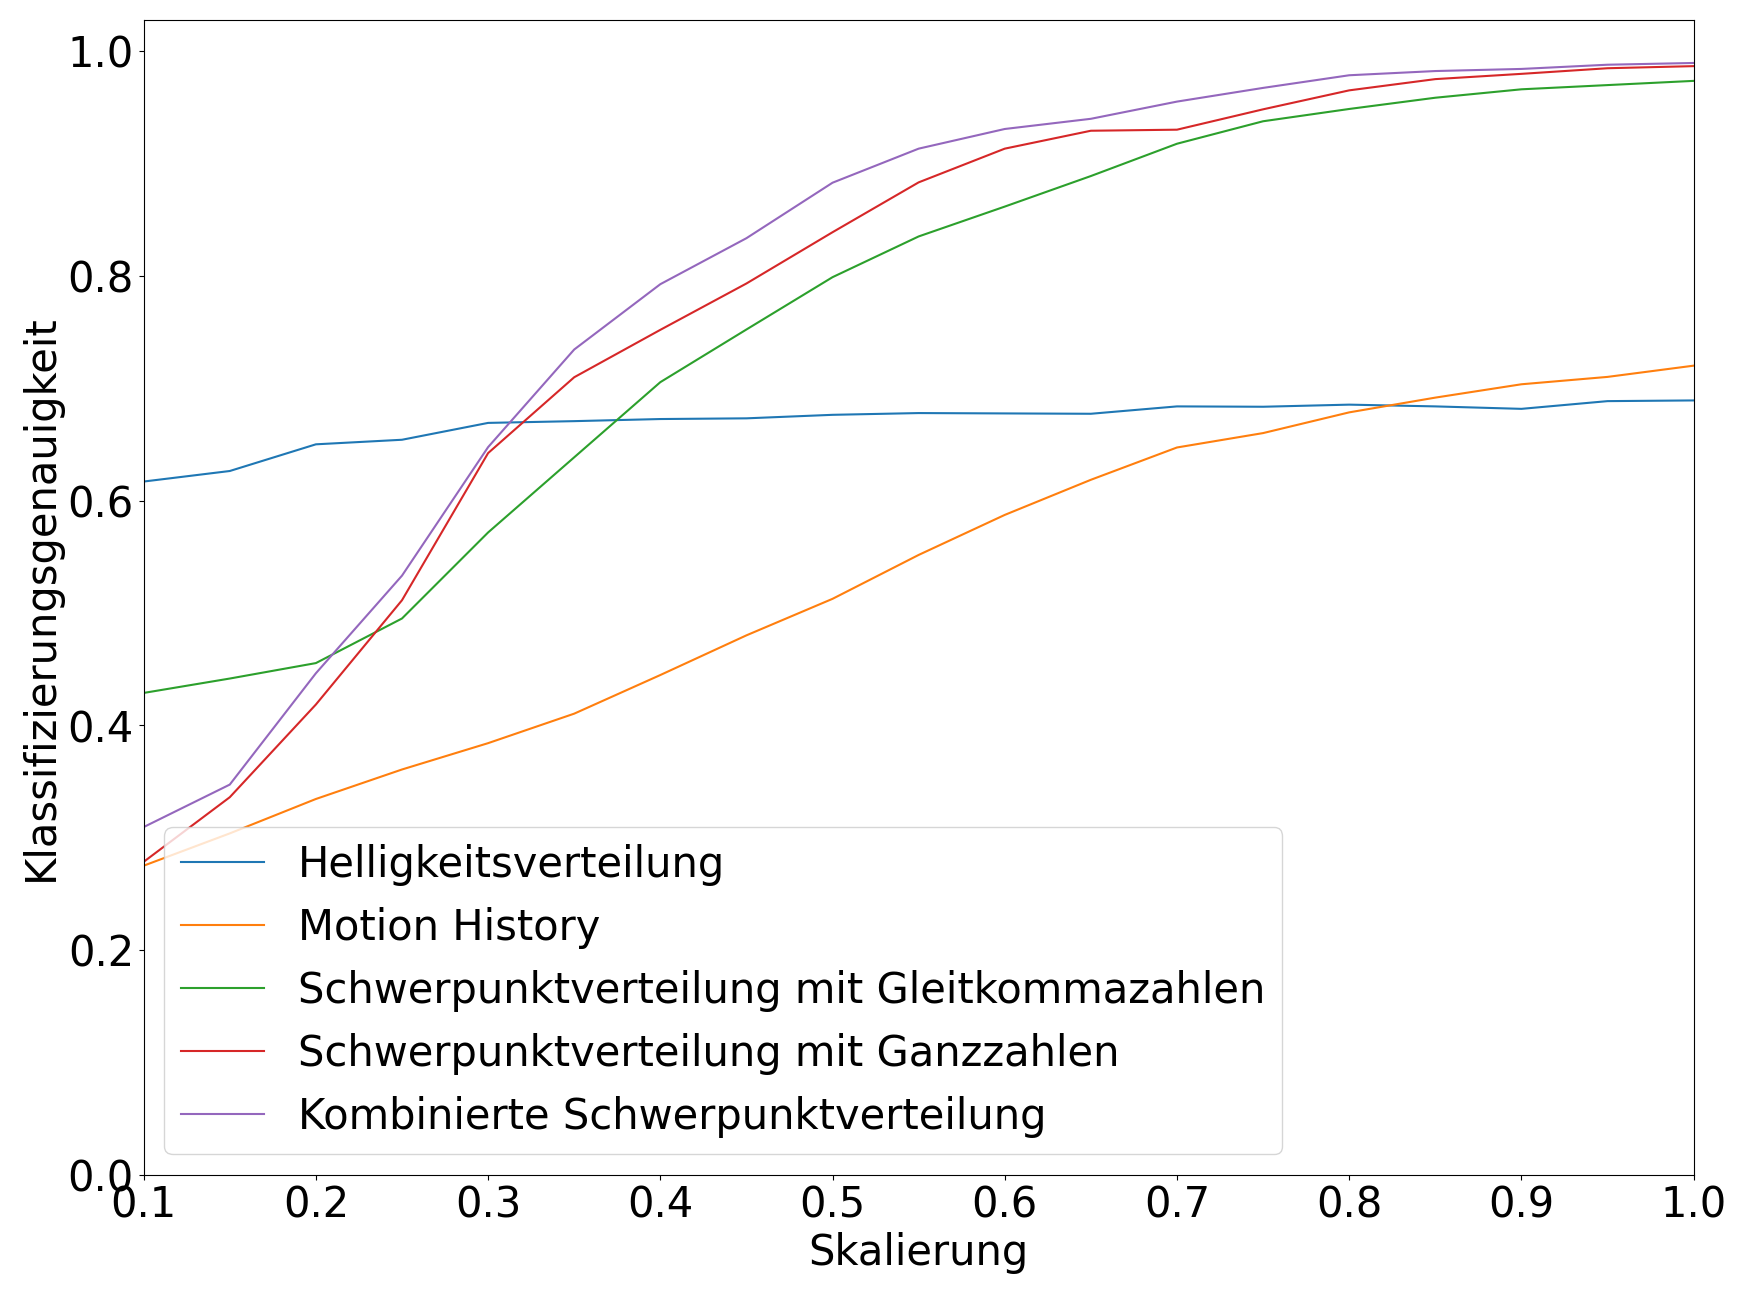 1.0
0.8
0.6
0.4
0.2
0.0
Klassifizierungsgenauigkeit
Helligkeitsverteilung
Motion History
Schwerpunktverteilung mit Gleitkommazahlen
Schwerpunktverteilung mit Ganzzahlen
Kombinierte Schwerpunktverteilung
0.1 0.2 0.3 0.4 0.5 0.6 0.7 0.8 0.9 1.0
Skalierung